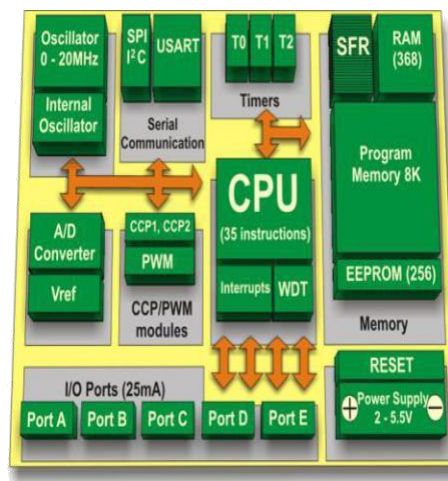 Oscillator
0 - 20MHz
Internal
Oscillator
SPI
I²C
USART
Serial
Communication
T0
T1
T2
Timers
SFR
RAM
(368)
Program
Memory 8K
EEPROM (256)
Memory
A/D
Converter
Vref
CCP1, CCP2
PWM
CCP/PWM
modules
CPU
(35 instructions)
Interrupts
WDT
I/O Ports (25mA)
Port A
Port B
Port C
Port D
Port E
RESET
Power Supply
+ 2 - 5.5V −